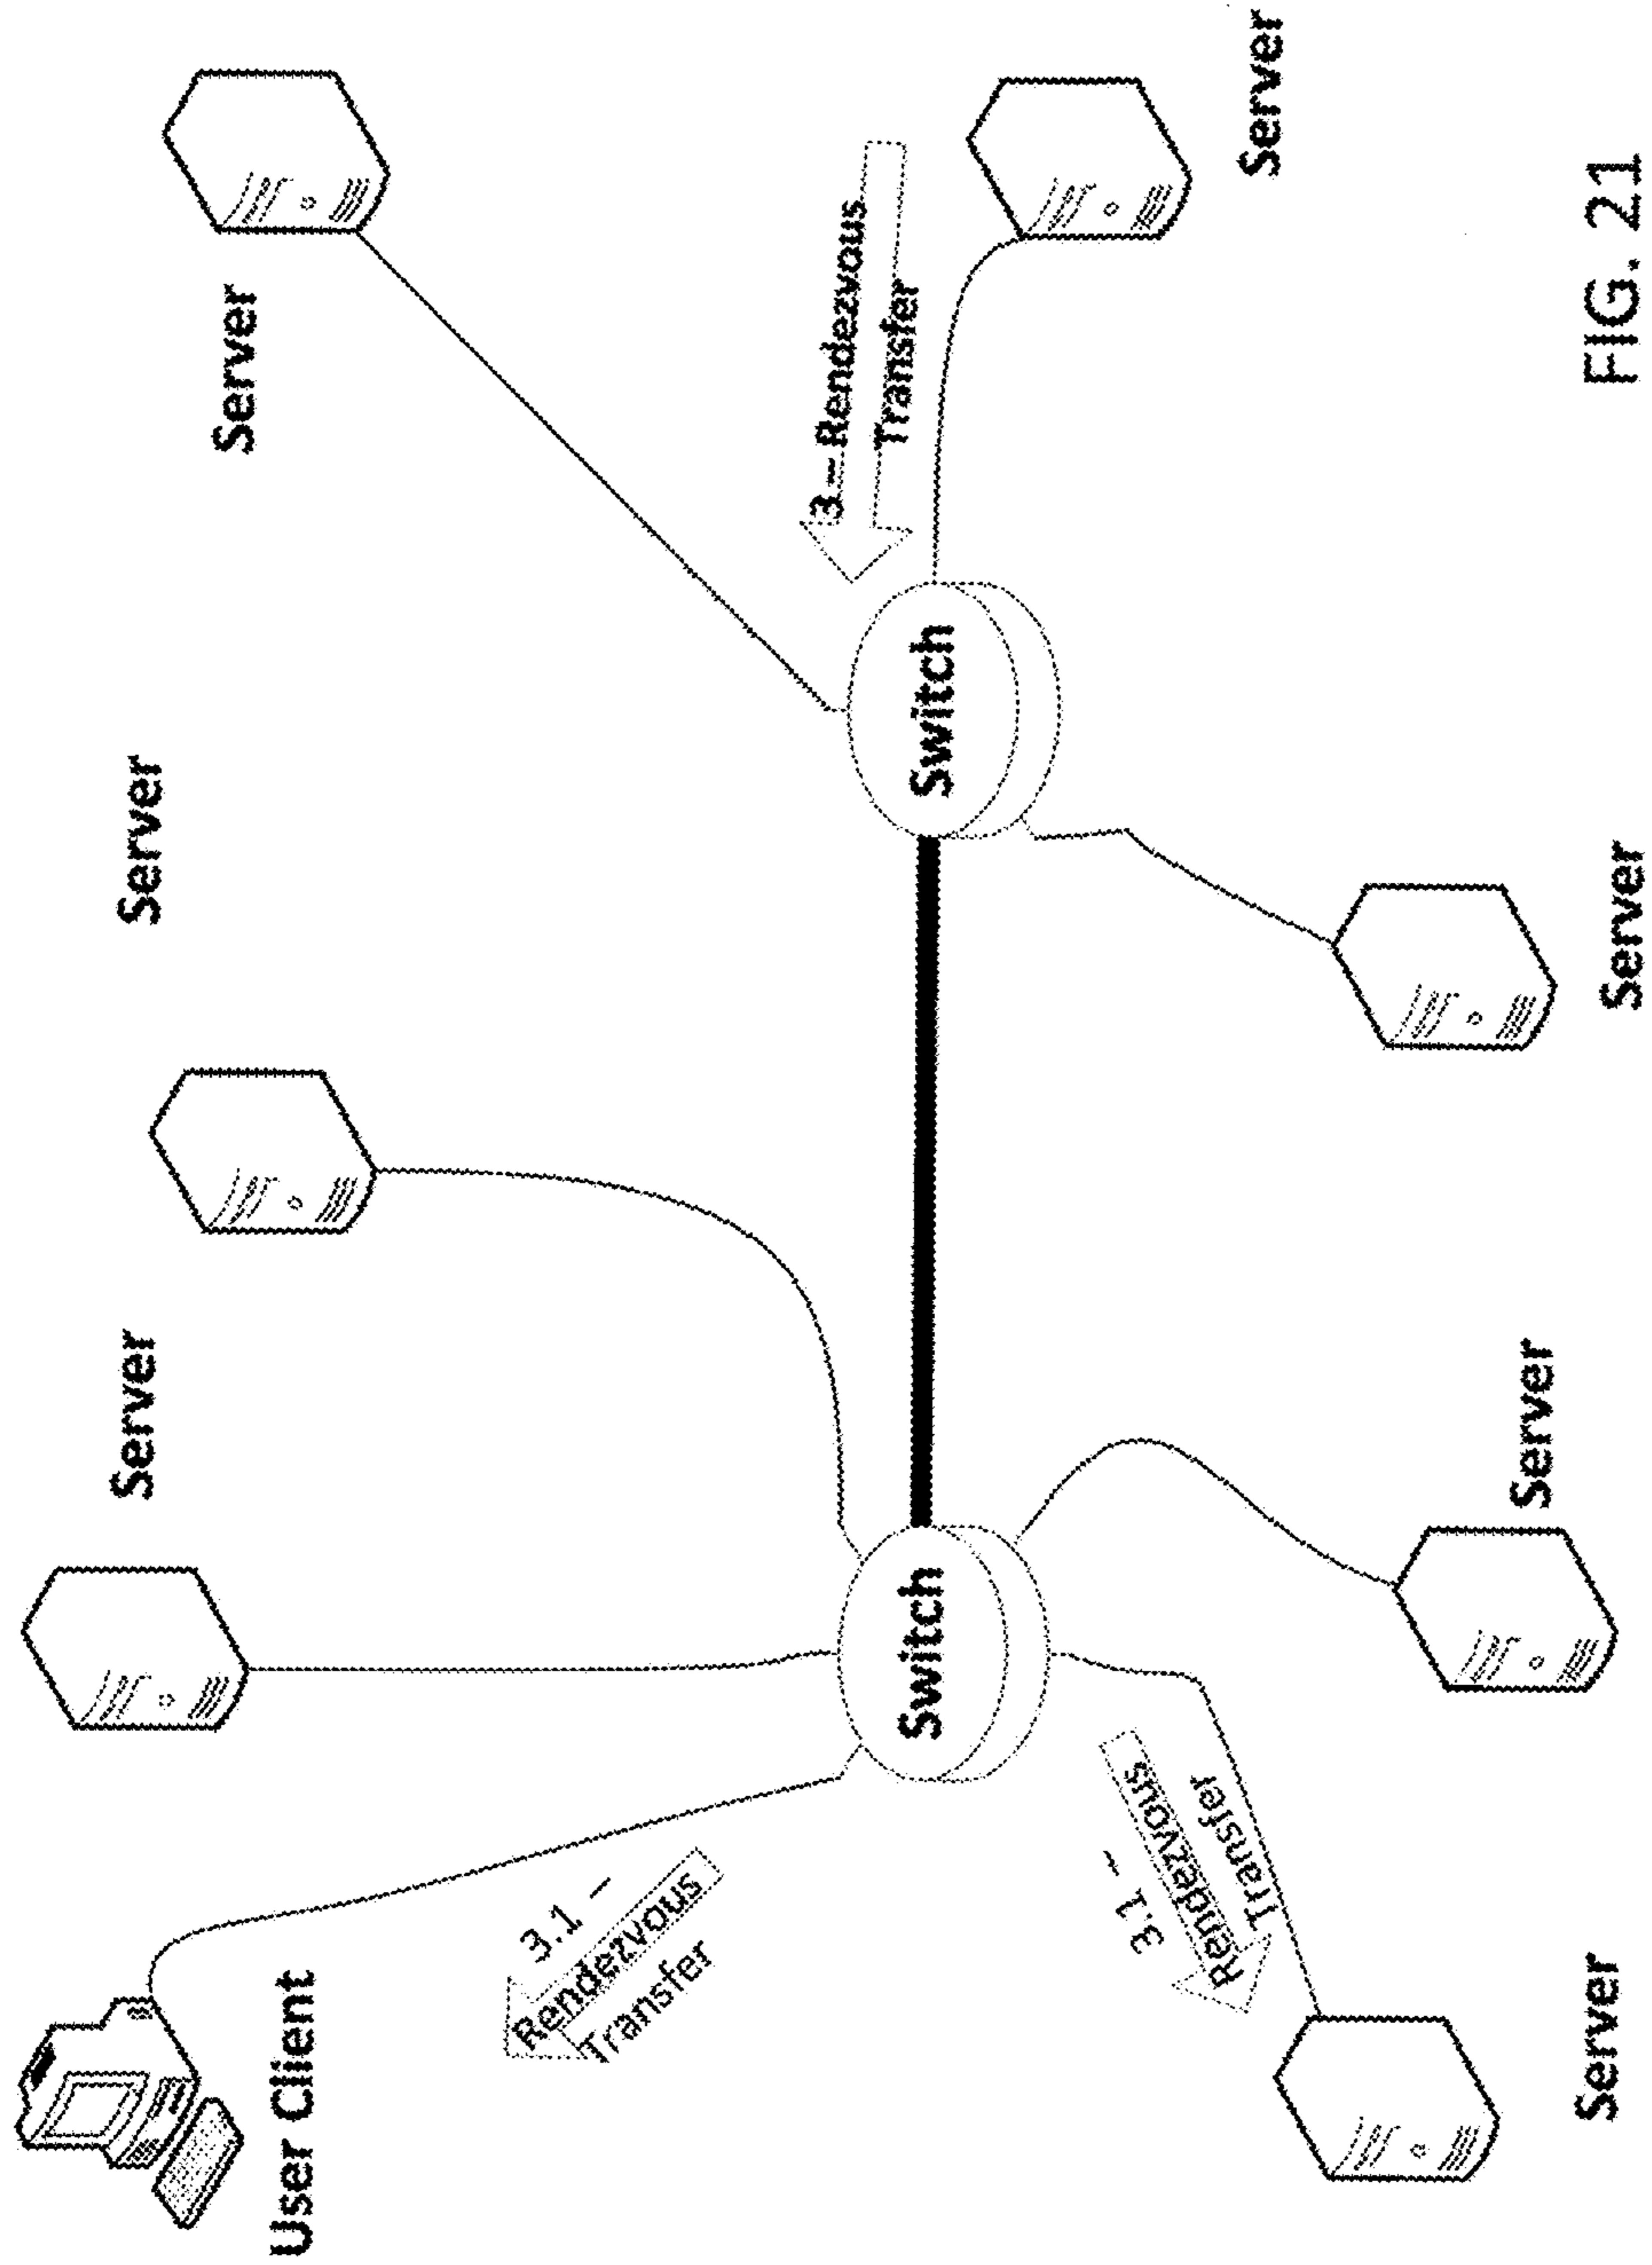 Server
Server
Server
User Client
3.1 –
Rendezvous
Transfer
3.– Rendezvous
Transfer
Switch
Switch
3.1 –
Rendezvous
Transfer
Server
Server
Server
Server
FIG. 21